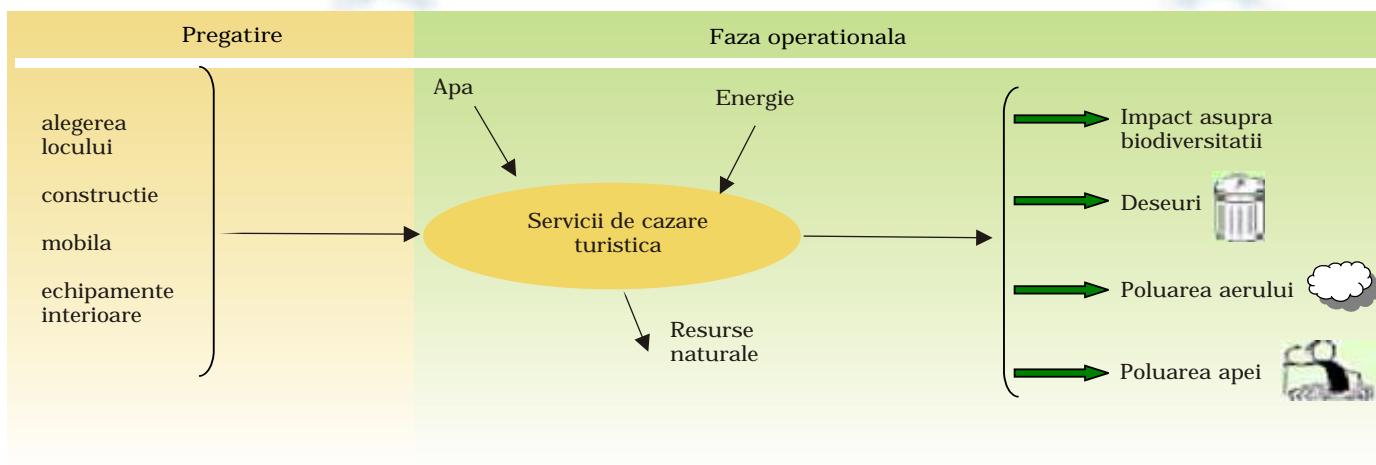 Pregatire
Faza operationala
alegerea
locului
constructie
mobila
echipamente
interioare
Apa
Energie
Servicii de cazare
turistica
Resurse
naturale
Impact asupra
biodiversitatii
Deseuri
Poluarea aerului
Poluarea apei